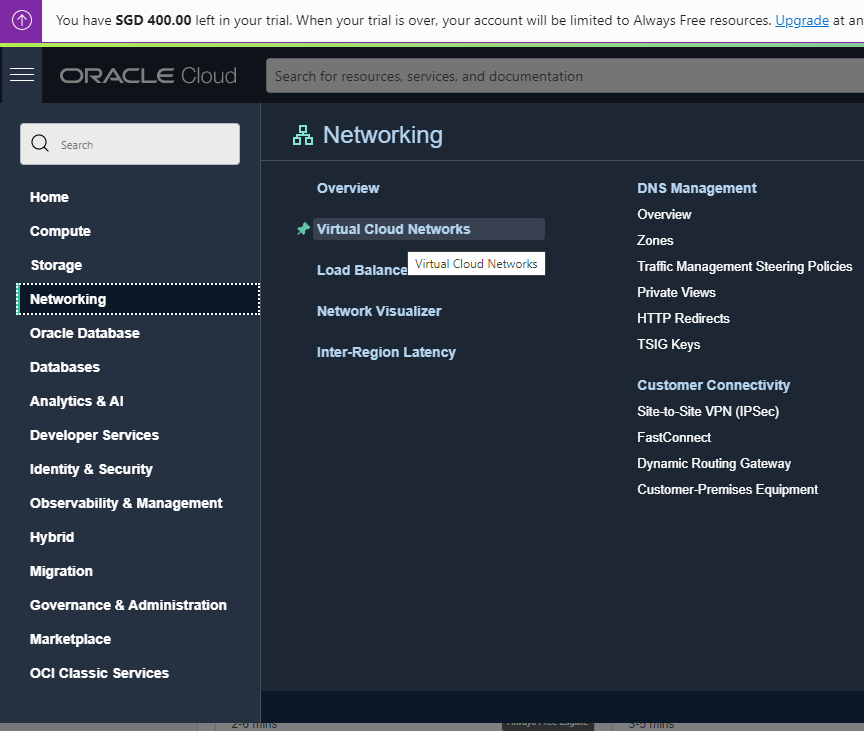 You have SGD 400.00 left in your trial. When your trial is over, your account will be limited to Always Free resources. Upgrade at an
ORACLE Cloud
Search for resources, services, and documentation
Search
Home
Compute
Storage
Networking
Oracle Database
Databases
Analytics & AI
Developer Services
Identity & Security
Observability & Management
Hybrid
Migration
Governance & Administration
Marketplace
OCI Classic Services
Networking
Overview
Virtual Cloud Networks
Virtual Cloud Networks
Load Balance
Network Visualizer
Inter-Region Latency
DNS Management
Overview
Zones
Traffic Management Steering Policies
Private Views
HTTP Redirects
TSIG Keys
Customer Connectivity
Site-to-Site VPN (IPSec)
FastConnect
Dynamic Routing Gateway
Customer-Premises Equipment
2-6 mins
Always Free Eligible
3-5 mins